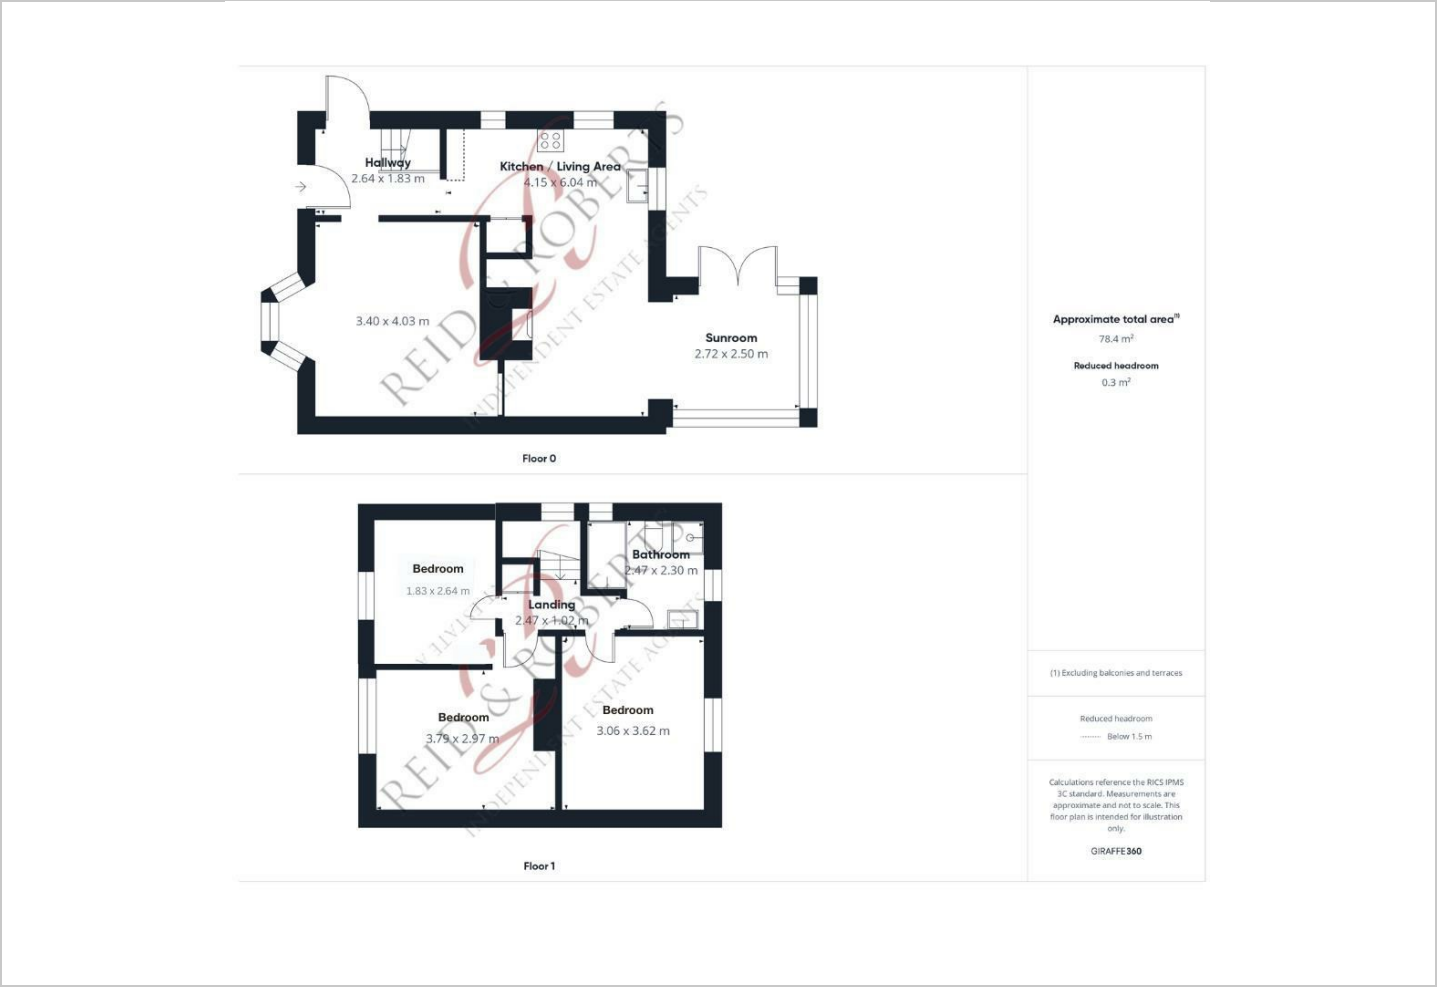 Hallway
2.64 x 1.83 m
Kitchen / Living Area
4.15 x 6.04 m
3.40 x 4.03 m
Sunroom
2.72 x 2.50 m
REID & ROBERTS
INDEPENDENT ESTATE AGENTS
Floor 0
Bedroom
1.83 x 2.64 m
Bathroom
2.47 x 2.30 m
Landing
2.47 x 1.02 m
Bedroom
3.79 x 2.97 m
Bedroom
3.06 x 3.62 m
REID & ROBERTS
INDEPENDENT ESTATE AGENTS
Floor 1
Approximate total area(1)
78.4 m²
Reduced headroom
0.3 m²
(1) Excluding balconies and terraces
Reduced headroom
Below 1.5 m
Calculations reference the RICS IPMS
3C standard. Measurements are
approximate and not to scale. This
floor plan is intended for illustration
only.
GIRAFFE360